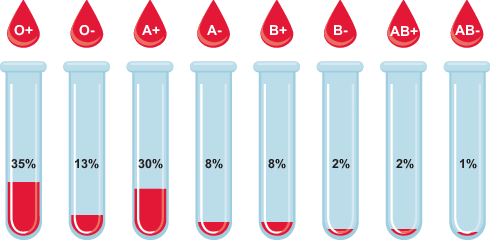 O+ O- A+ A- B+ B- AB+ AB-
35% 13% 30% 8% 8% 2% 2% 1%